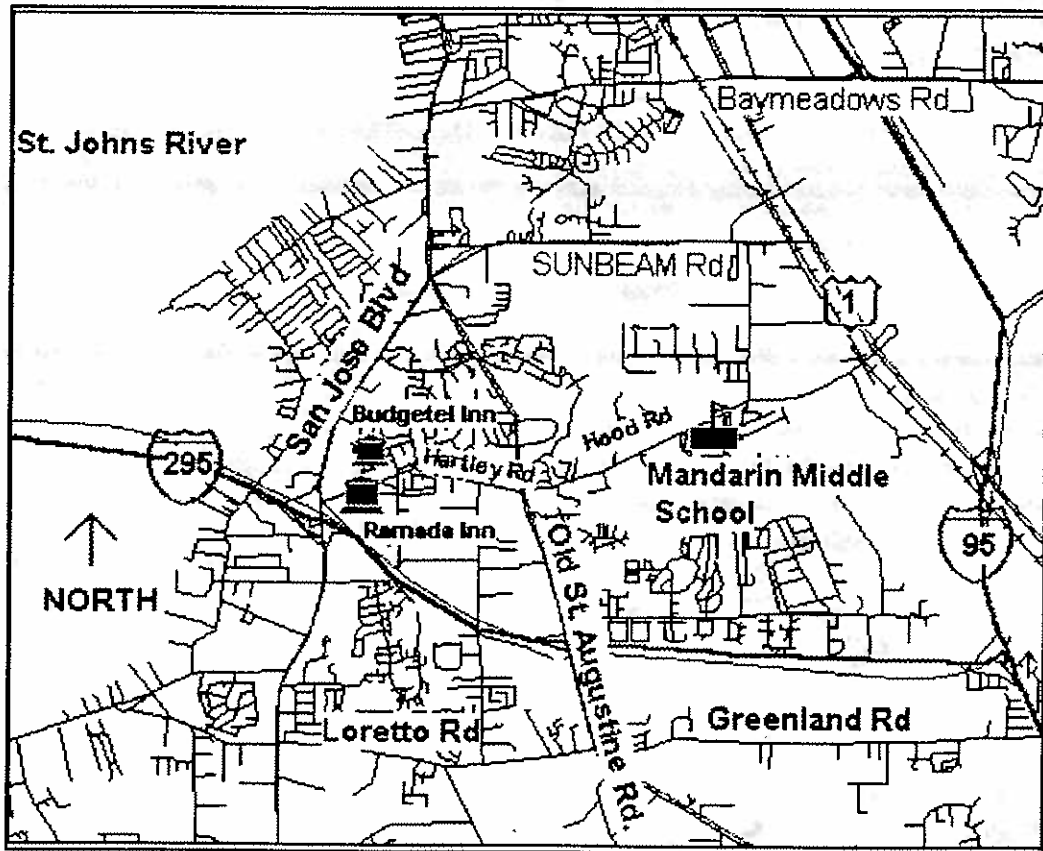 Baymeadows Rd
St. Johns River
SUNBEAM Rd
1
San Jose Blvd
Budgetel Inn
Hood Rd
Hartley Rd
295
Mandarin Middle
School
Ramada Inn
95
NORTH
Old St. Augustine Rd.
Loretto Rd
Greenland Rd